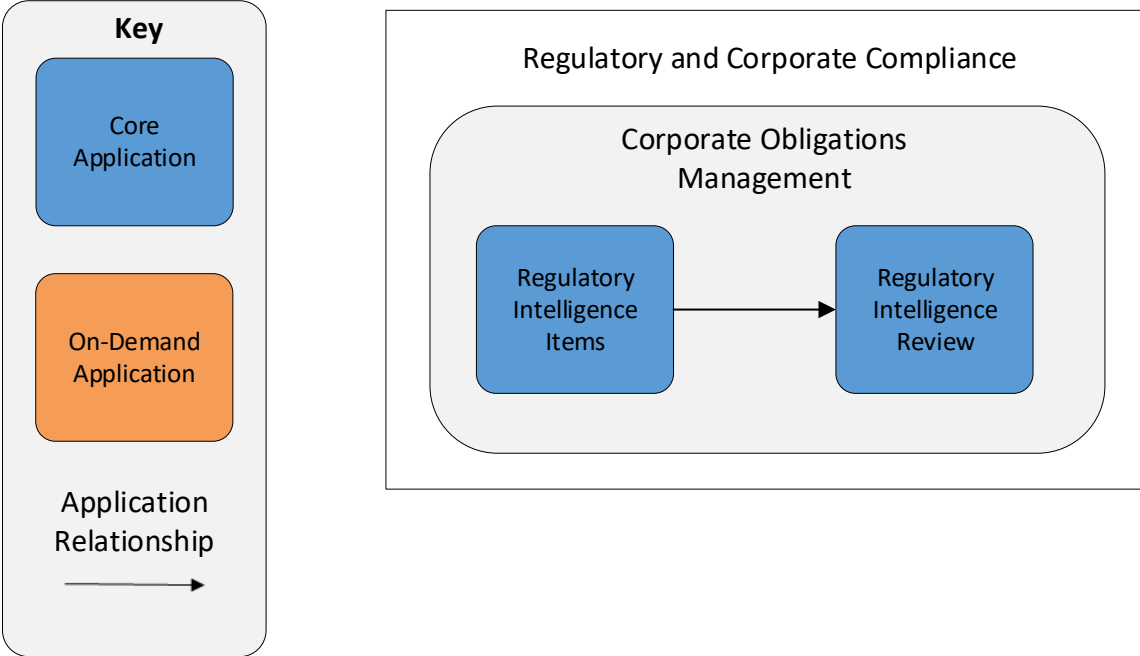 Key
Core
Application
On-Demand
Application
Application
Relationship
Regulatory and Corporate Compliance
Corporate Obligations
Management
Regulatory
Intelligence
Items
Regulatory
Intelligence
Review